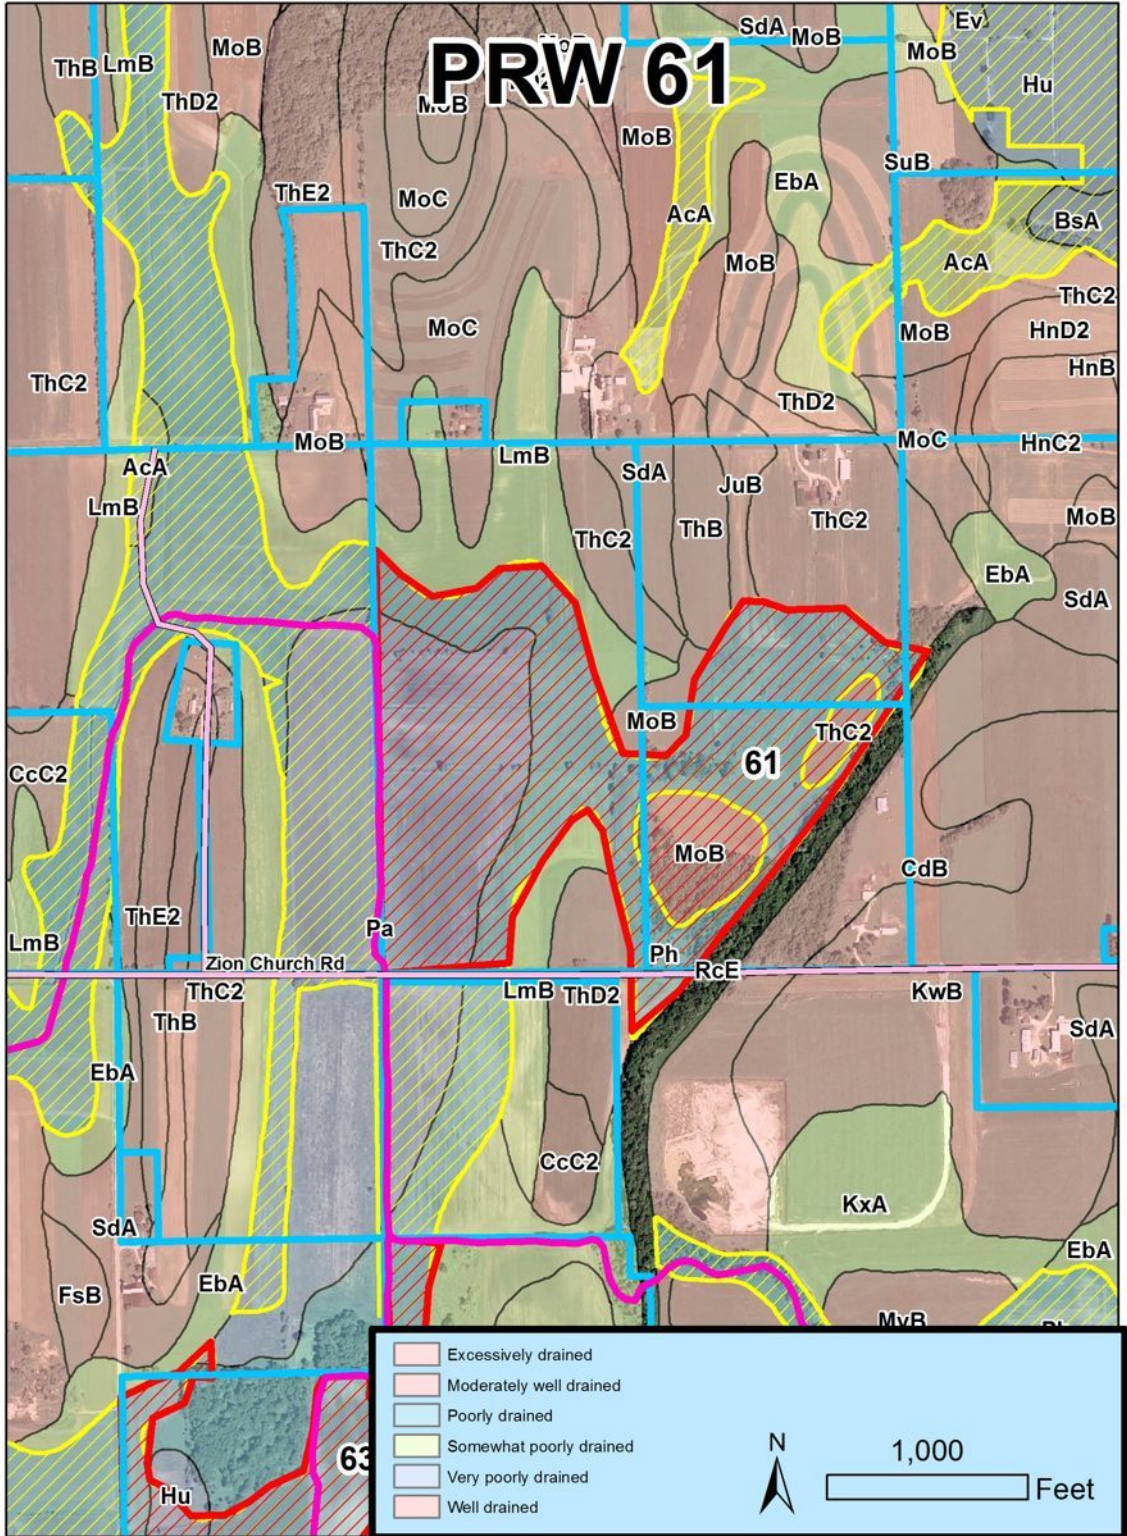 SdA
Ev
MoB
MoB
MoB
ThB
LmB
PRW 61
Hu
ThD2
MoB
MoB
SuB
EbA
ThE2
MoC
AcA
BsA
ThC2
MoB
AcA
ThC2
MoC
MoB
HnD2
HnB
ThC2
ThD2
MoB
MoC
HnC2
LmB
AcA
SdA
JuB
LmB
MoB
ThC2
ThB
ThC2
EbA
SdA
MoB
ThC2
61
CcC2
MoB
CdB
ThE2
Pa
LmB
Ph
Zion Church Rd
RcE
ThC2
LmB
ThD2
KwB
ThB
SdA
EbA
CcC2
KxA
SdA
EbA
EbA
FsB
MvB
Excessively drained
Moderately well drained
Poorly drained
Somewhat poorly drained
Very poorly drained
Well drained
N
1,000
Feet
63
Hu